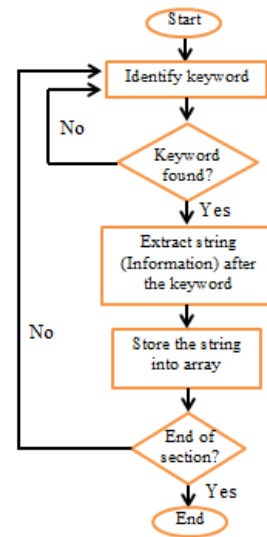 Start
Identify keyword
No
Keyword
found?
Yes
Extract string
(Information) after
the keyword
No
Store the string
into array
End of
section?
Yes
End